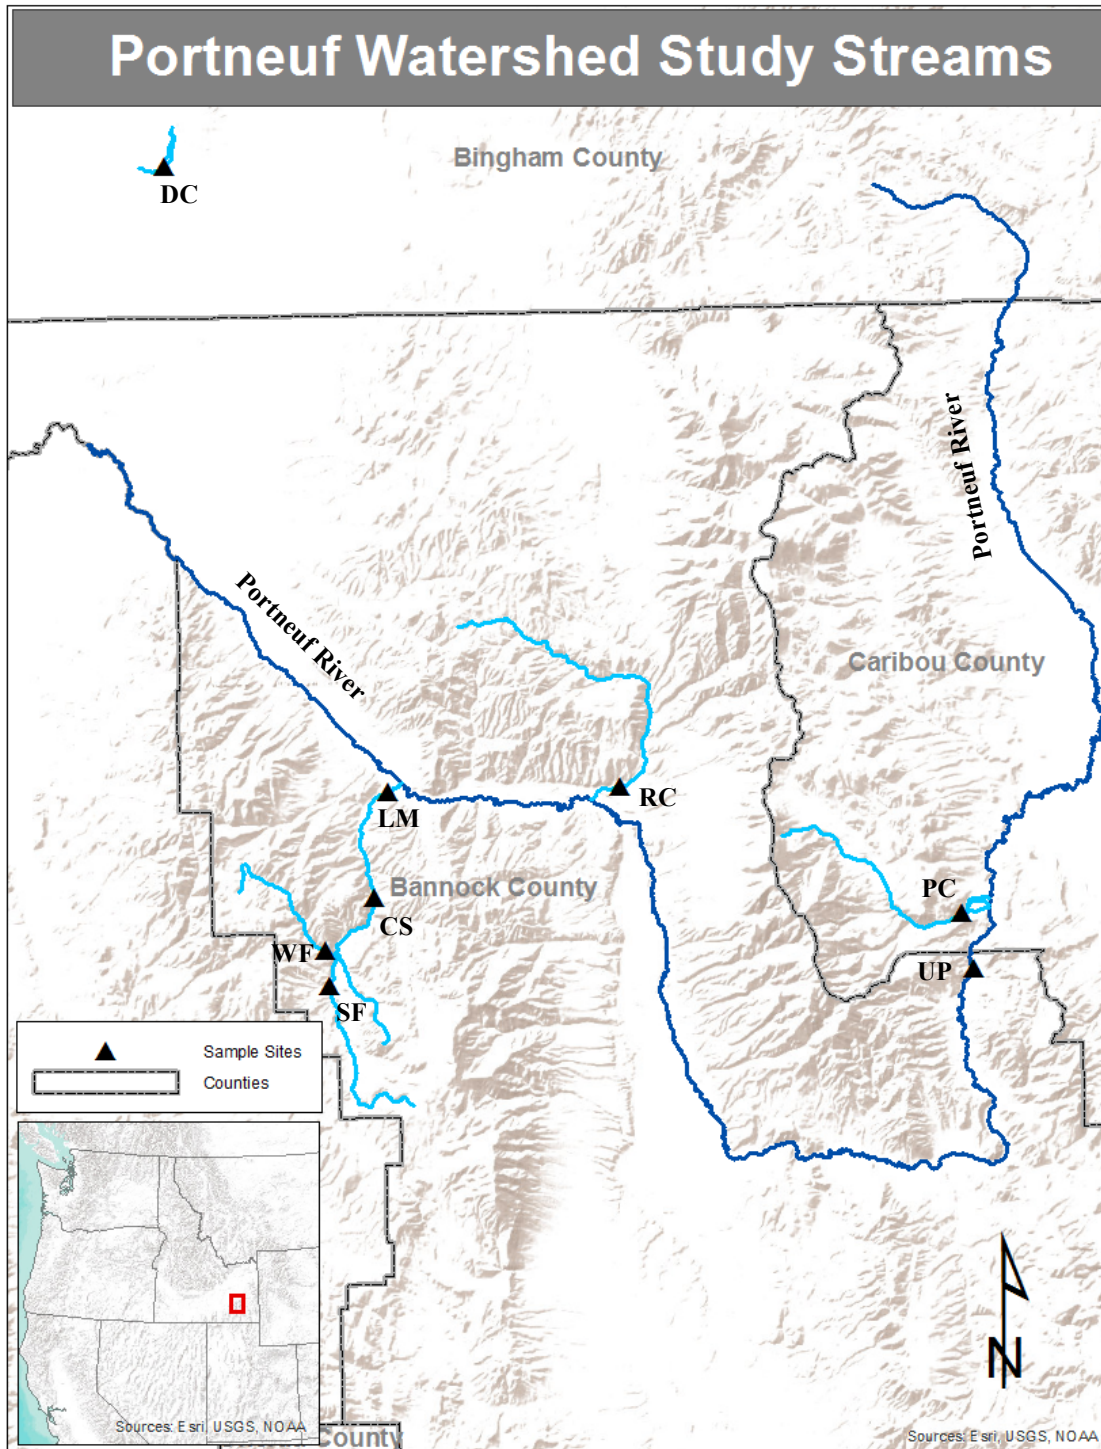 Portneuf Watershed Study Streams
Bingham County
DC
Portneuf River
Portneuf River
Caribou County
RC
LM
PC
Bannock County
CS
WF
UP
SF
Sample Sites
Counties
N
Sources: Esri, USGS, NOAA
County
Sources: Esri, USGS, NOAA